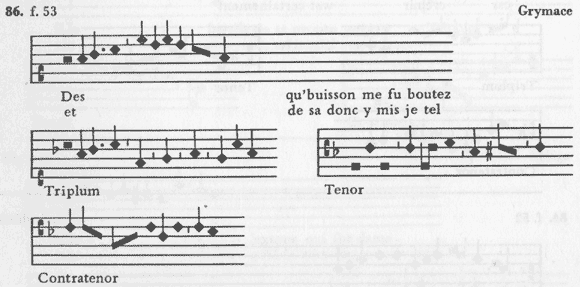 86. f. 53 Grymace
Des qu'buisson me fu boutez
et de sa donc y mis je tel
Triplum Tenor
Contratenor